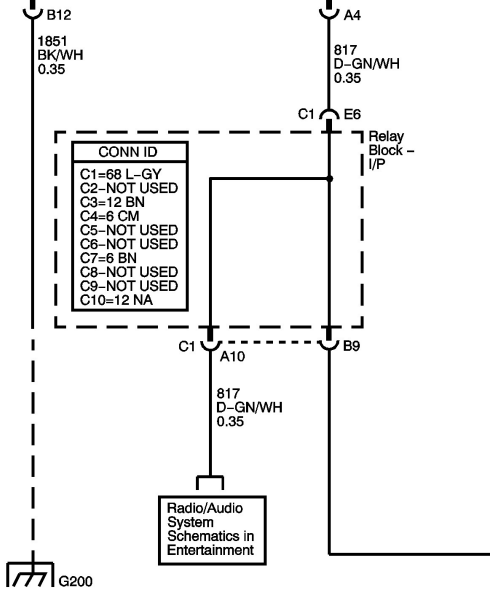 B12
A4
1851
BK/WH
0.35
817
D-GN/WH
0.35
C1
E6
Relay
Block –
I/P
CONN ID
C1=68 L-GY
C2-NOT USED
C3=12 BN
C4=6 CM
C5-NOT USED
C6-NOT USED
C7=6 BN
C8-NOT USED
C9-NOT USED
C10=12 NA
C1
A10
B9
817
D-GN/WH
0.35
Radio/Audio
System
Schematics in
Entertainment
G200